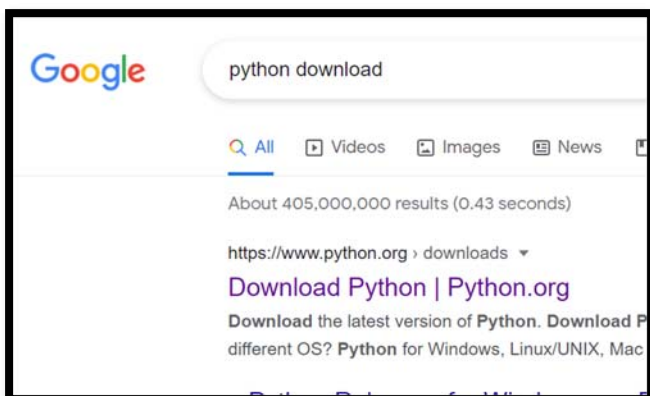 Google
python download
All Videos Images News
About 405,000,000 results (0.43 seconds)
https://www.python.org › downloads
Download Python | Python.org
Download the latest version of Python. Download P
different OS? Python for Windows, Linux/UNIX, Mac